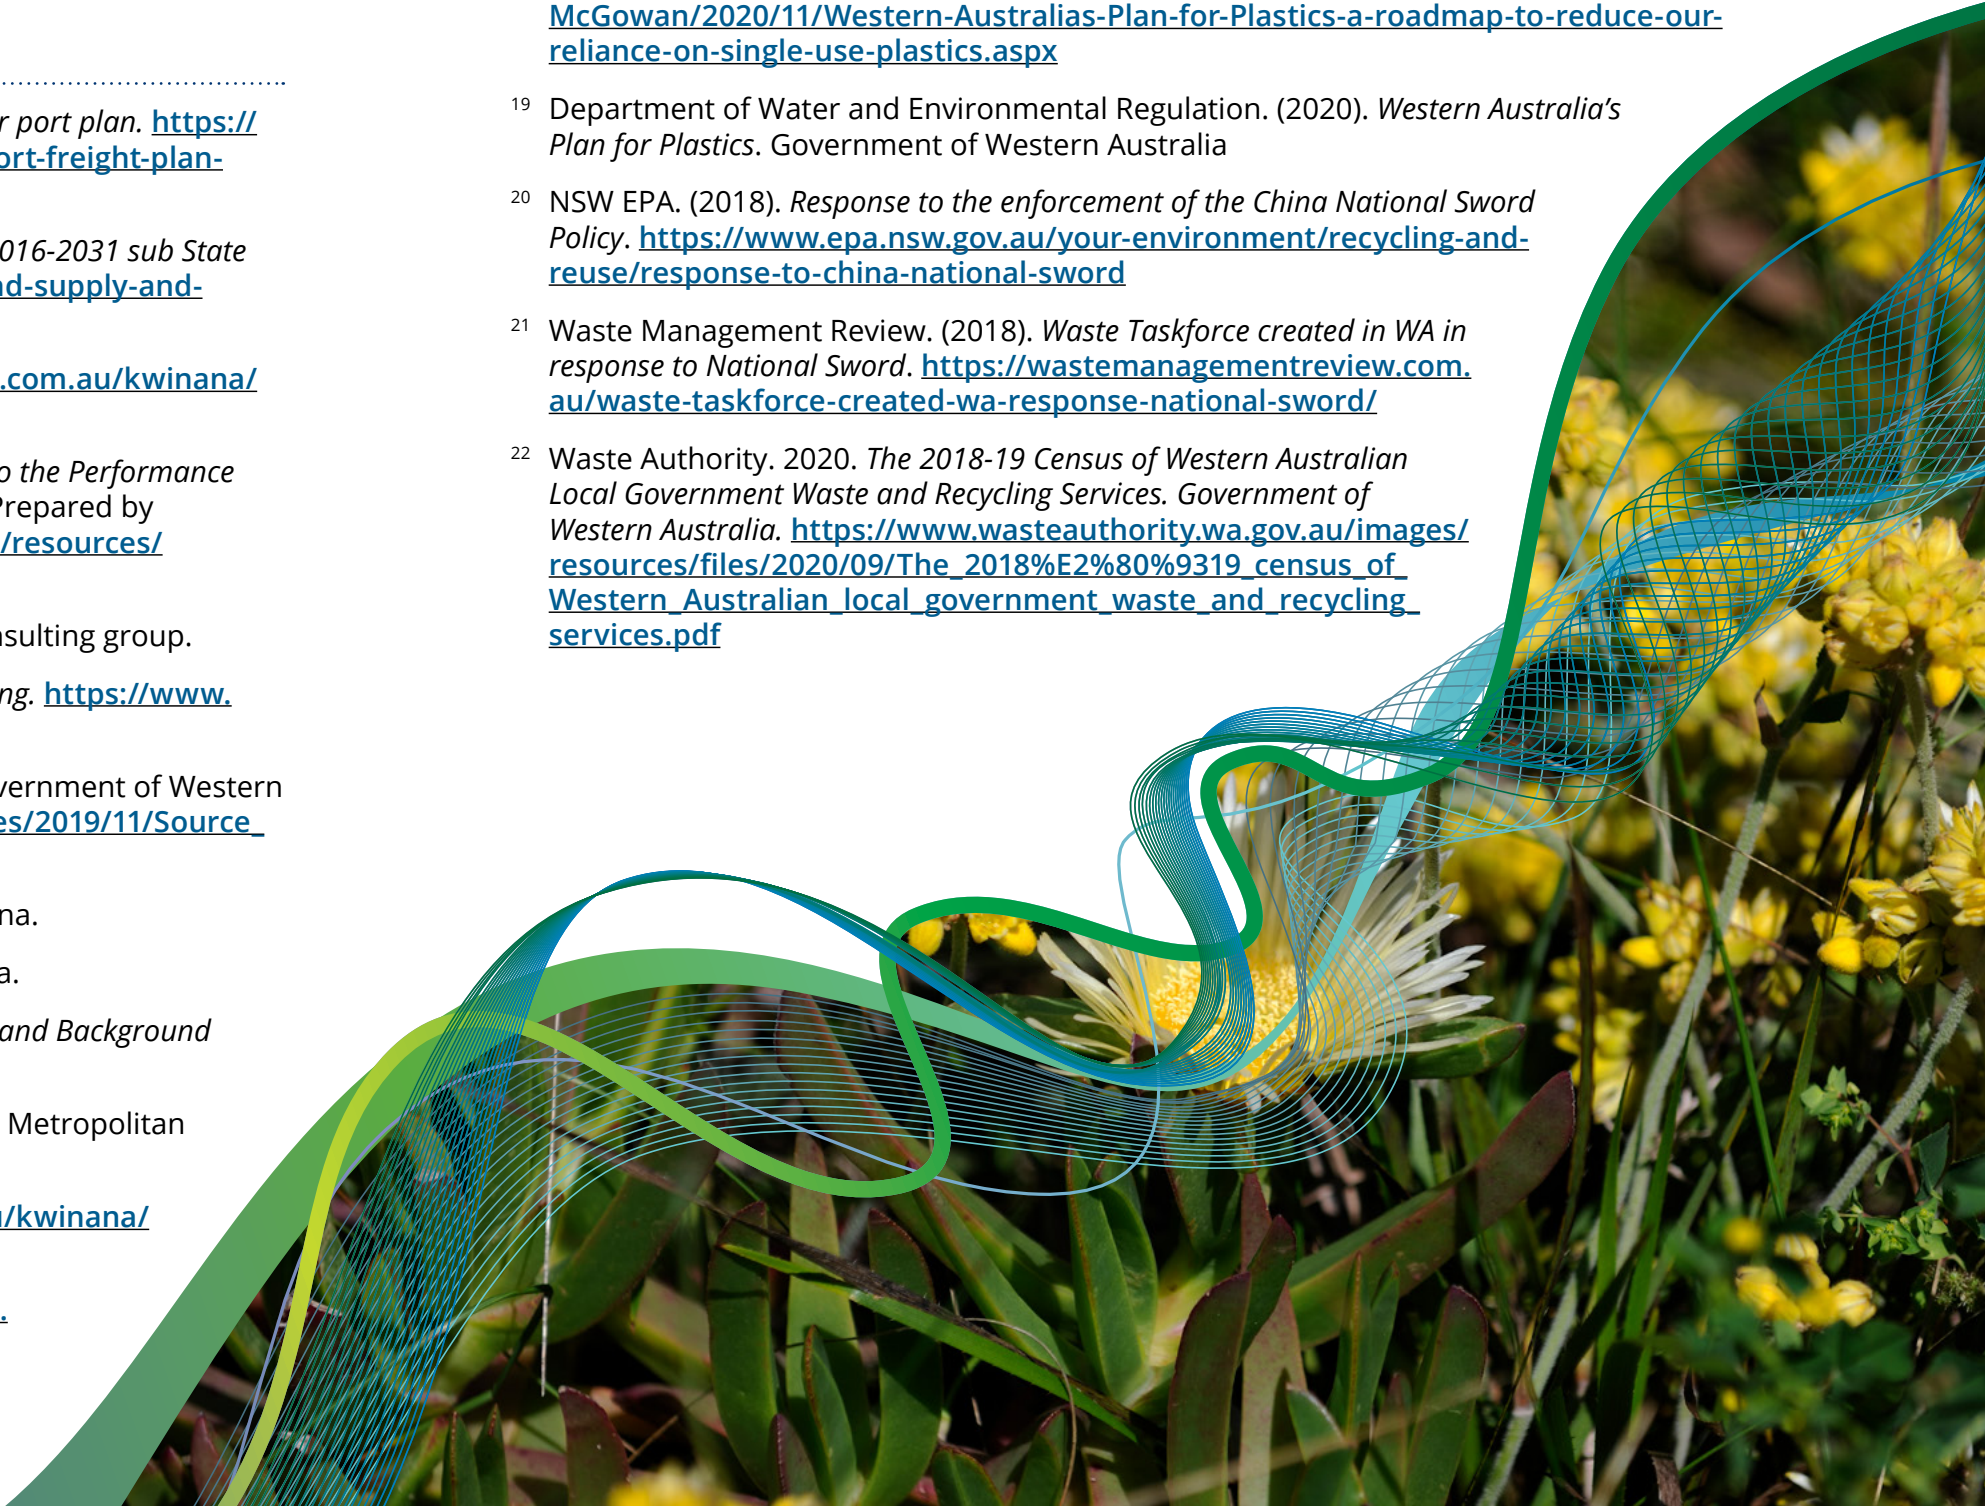 r port plan. https://
ort-freight-plan-
016-2031 sub State
nd-supply-and-
.com.au/kwinana/
o the Performance
Prepared by
/resources/
nsulting group.
ng. https://www.
vernment of Western
es/2019/11/Source_
na.
a.
and Background
Metropolitan
u/kwinana/
.
McGowan/2020/11/Western-Australias-Plan-for-Plastics-a-roadmap-to-reduce-our-
reliance-on-single-use-plastics.aspx
19 Department of Water and Environmental Regulation. (2020). Western Australia’s
Plan for Plastics. Government of Western Australia
20 NSW EPA. (2018). Response to the enforcement of the China National Sword
Policy. https://www.epa.nsw.gov.au/your-environment/recycling-and-
reuse/response-to-china-national-sword
21 Waste Management Review. (2018). Waste Taskforce created in WA in
response to National Sword. https://wastemanagementreview.com.
au/waste-taskforce-created-wa-response-national-sword/
22 Waste Authority. 2020. The 2018-19 Census of Western Australian
Local Government Waste and Recycling Services. Government of
Western Australia. https://www.wasteauthority.wa.gov.au/images/
resources/files/2020/09/The_2018%E2%80%9319_census_of_
Western_Australian_local_government_waste_and_recycling_
services.pdf